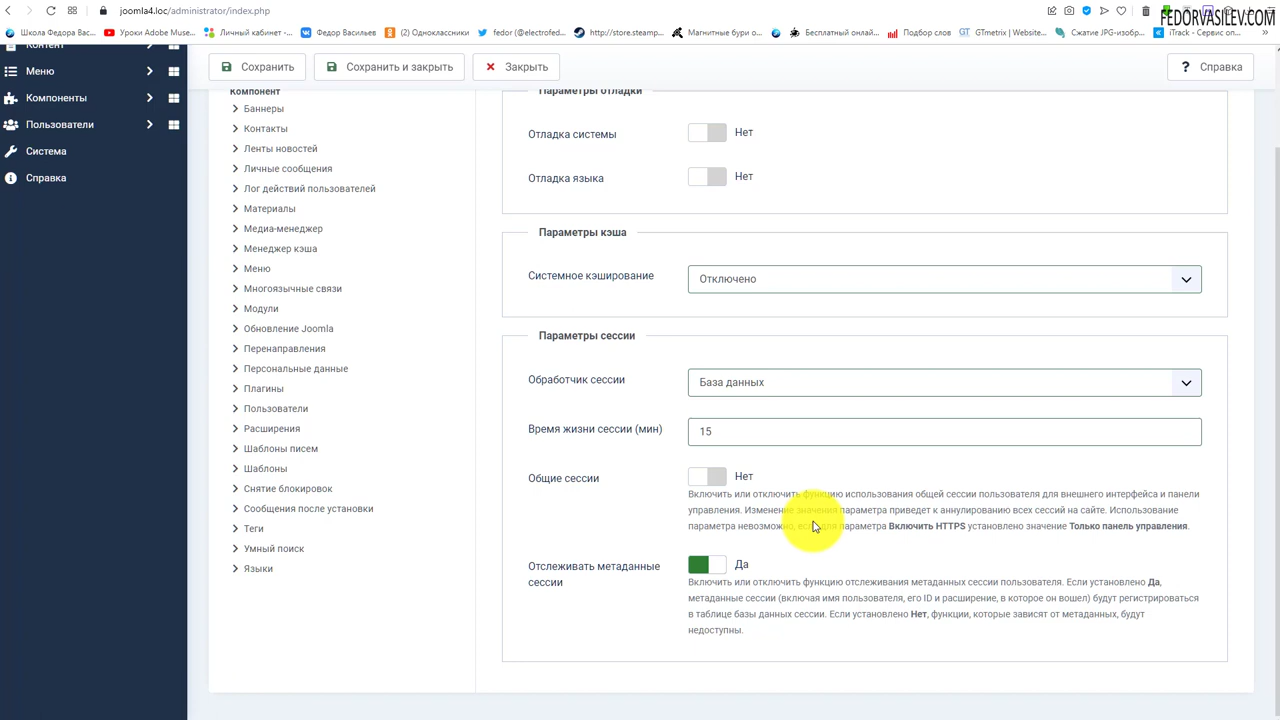 joomla4.loc/administrator/index.php
FEDORVASILEV.COM
Школа Федора Вас...
Уроки Adobe Muse...
Личный кабинет -...
Федор Васильев
(2) Одноклассники
fedor (@electrofed...
http://store.steamp...
Магнитные бури о...
Бесплатный онлай...
Подбор слов
GTmetrix | Website...
Сжатие JPG-изобр...
iTrack - Сервис оп...
Контент
Меню
Компоненты
Пользователи
Система
Справка
Сохранить
Сохранить и закрыть
Закрыть
Справка
Компонент
Баннеры
Контакты
Ленты новостей
Личные сообщения
Лог действий пользователей
Материалы
Медиа-менеджер
Менеджер кэша
Меню
Многоязычные связи
Модули
Обновление Joomla
Перенаправления
Персональные данные
Плагины
Пользователи
Расширения
Шаблоны писем
Шаблоны
Снятие блокировок
Сообщения после установки
Теги
Умный поиск
Языки
Параметры отладки
Отладка системы
Нет
Отладка языка
Нет
Параметры кэша
Системное кэширование
Отключено
Параметры сессии
Обработчик сессии
База данных
Время жизни сессии (мин)
15
Общие сессии
Нет
Включить или отключить функцию использования общей сессии пользователя для внешнего интерфейса и панели
управления. Изменение значения параметра приведет к аннулированию всех сессий на сайте. Использование
параметра невозможно, если для параметра Включить HTTPS установлено значение Только панель управления.
Отслеживать метаданные
сессии
Да
Включить или отключить функцию отслеживания метаданных сессии пользователя. Если установлено Да,
метаданные сессии (включая имя пользователя, его ID и расширение, в которое он вошел) будут регистрироваться
в таблице базы данных сессии. Если установлено Нет, функции, которые зависят от метаданных, будут
недоступны.